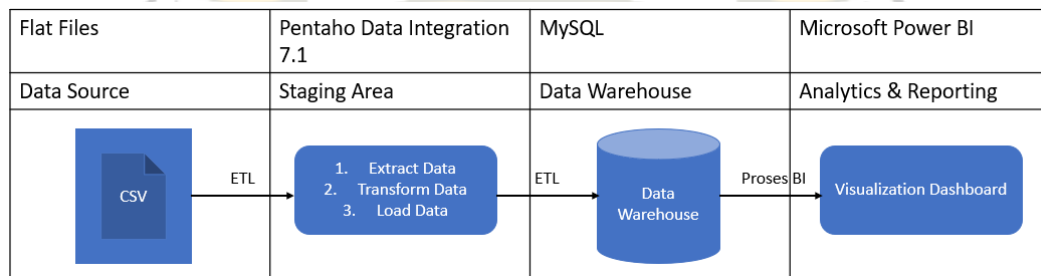 Flat Files
Pentaho Data Integration
7.1
MySQL
Microsoft Power BI
Data Source
Staging Area
Data Warehouse
Analytics & Reporting
CSV
ETL
1. Extract Data
2. Transform Data
3. Load Data
ETL
Data
Warehouse
Proses BI
Visualization Dashboard